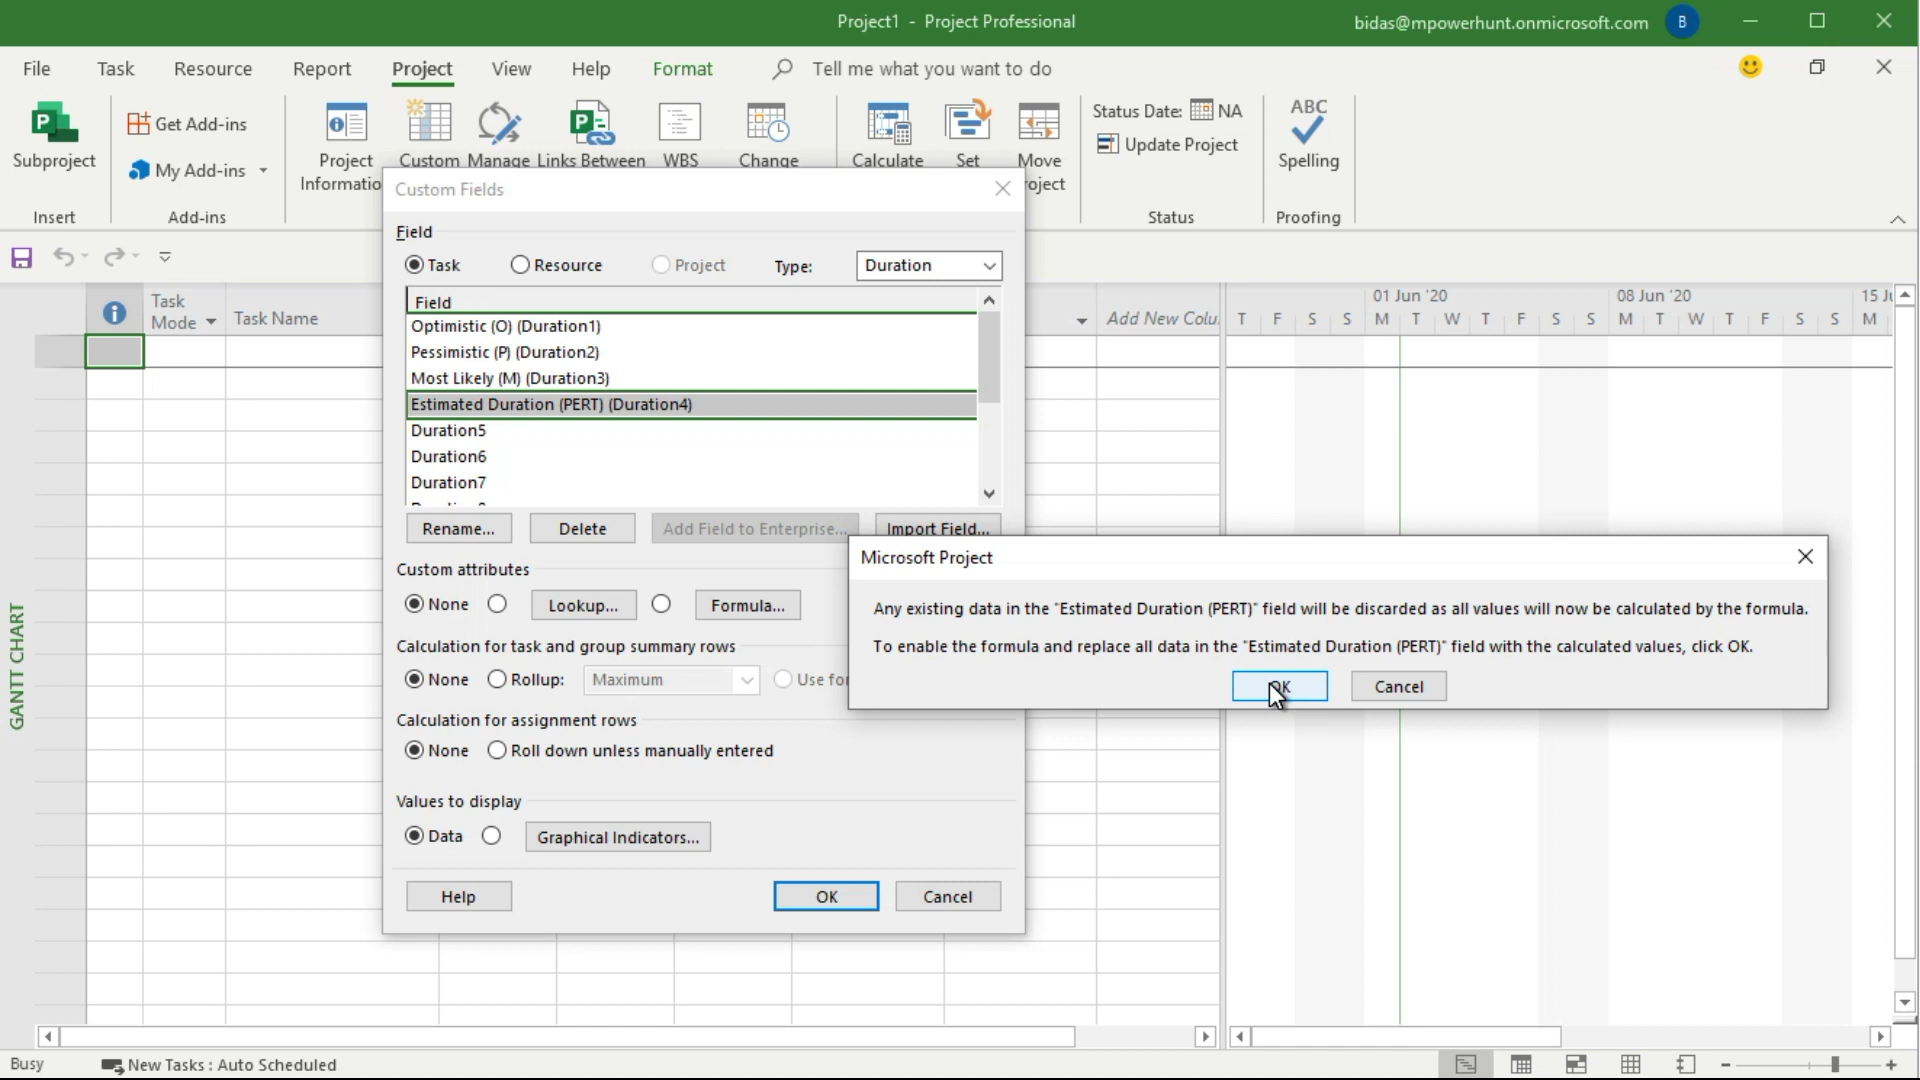 Project1 - Project Professional
bidas@mpowerhunt.onmicrosoft.com
B
File Task Resource Report Project View Help Format Tell me what you want to do
Subproject
Get Add-ins
My Add-ins
Project
Informatio
Custom
Manage
Links Between
WBS
Change
Calculate
Set
Move
roject
Status Date: NA
Update Project
ABC
Spelling
Insert
Add-ins
Status
Proofing
Custom Fields
Field
Task
Resource
Project
Type:
Duration
Field
Optimistic (O) (Duration1)
Pessimistic (P) (Duration2)
Most Likely (M) (Duration3)
Estimated Duration (PERT) (Duration4)
Duration5
Duration6
Duration7
Rename...
Delete
Add Field to Enterprise...
Import Field...
Custom attributes
None
Lookup...
Formula...
Calculation for task and group summary rows
None
Rollup:
Maximum
Use for
Calculation for assignment rows
None
Roll down unless manually entered
Values to display
Data
Graphical Indicators...
Help
OK
Cancel
Microsoft Project
Any existing data in the "Estimated Duration (PERT)" field will be discarded as all values will now be calculated by the formula.
To enable the formula and replace all data in the "Estimated Duration (PERT)" field with the calculated values, click OK.
OK
Cancel
Task
Mode
Task Name
Add New Colu
01 Jun '20
08 Jun '20
15 Ju
T F S S M T W T F S S M T W T F S S M
GANTT CHART
Busy
New Tasks : Auto Scheduled